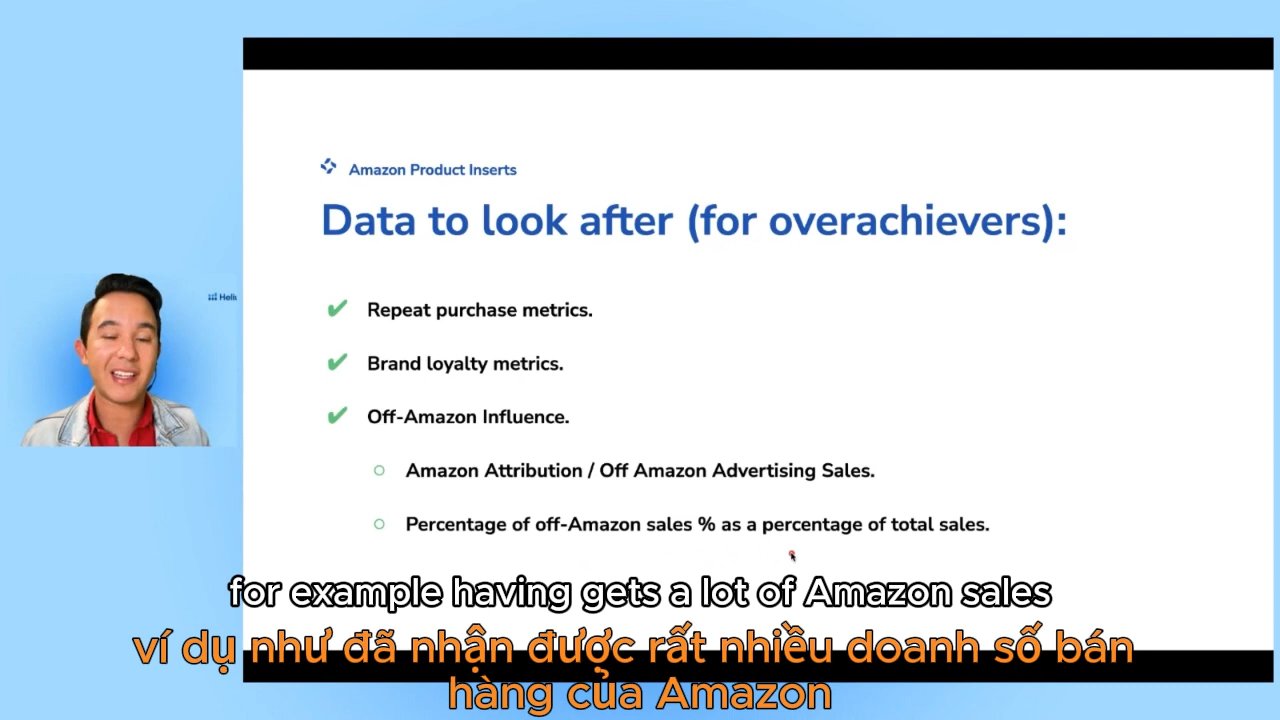 Amazon Product Inserts
Data to look after (for overachievers):
Repeat purchase metrics.
Brand loyalty metrics.
Off-Amazon Influence.
Amazon Attribution / Off Amazon Advertising Sales.
Percentage of off-Amazon sales % as a percentage of total sales.
for example having gets a lot of Amazon sales
ví dụ như đã nhận được rất nhiều doanh số bán
hàng của Amazon